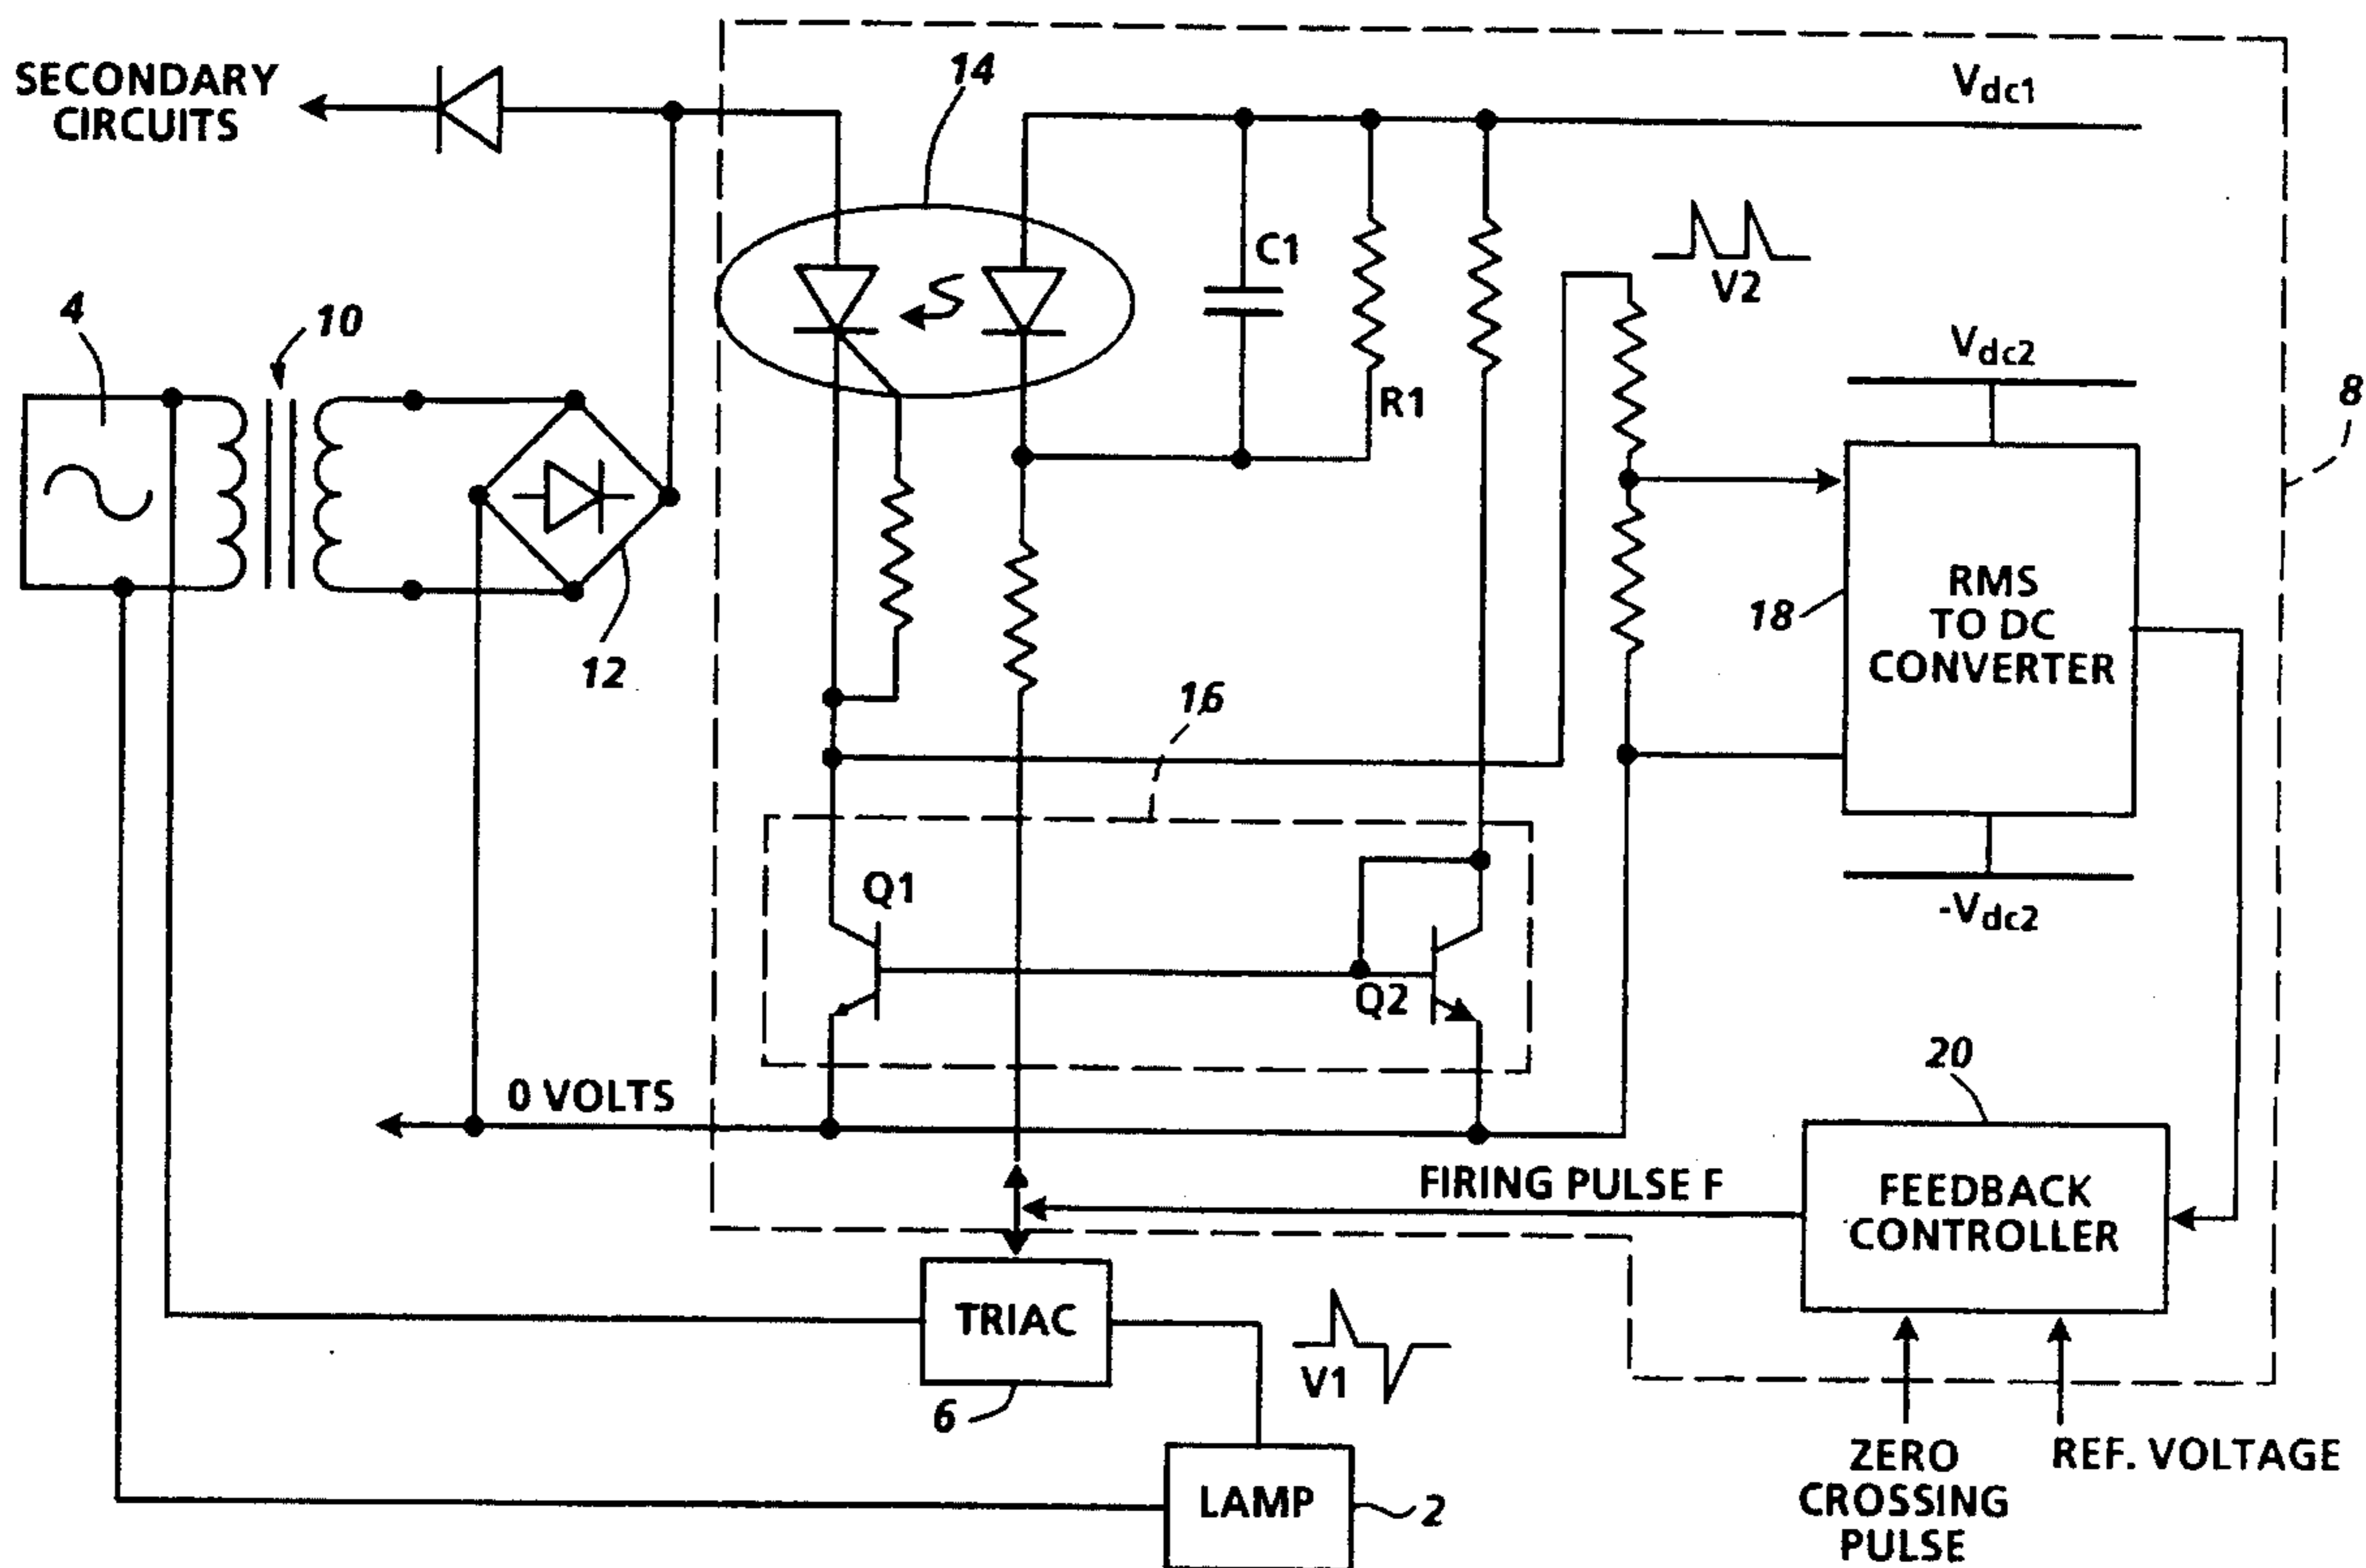 SECONDARY
CIRCUITS
14
Vdc1
C1
V2
4
10
R1
Vdc2
8
12
18
RMS
TO DC
CONVERTER
16
Q1
Q2
-Vdc2
0 VOLTS
20
FIRING PULSE F
FEEDBACK
CONTROLLER
TRIAC
V1
6
LAMP
2
ZERO
CROSSING
PULSE
REF. VOLTAGE